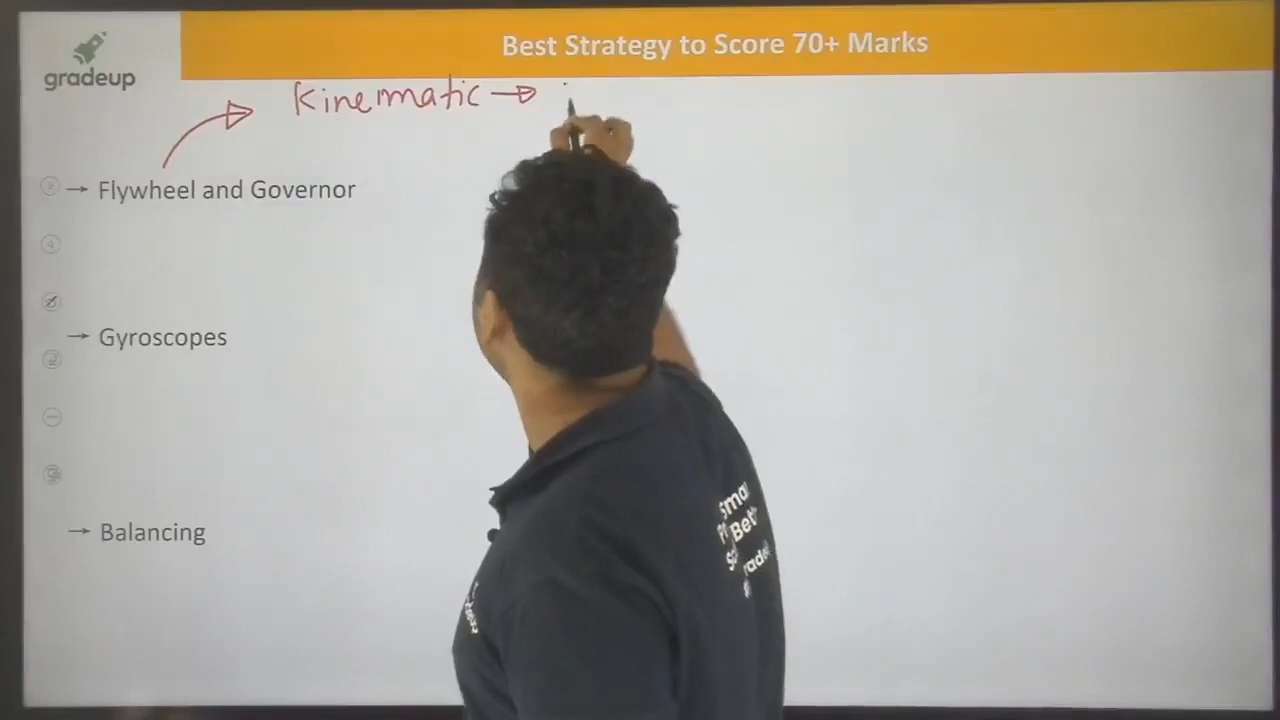 Best Strategy to Score 70+ Marks
gradeup
Kinematic →
→ Flywheel and Governor
→ Gyroscopes
→ Balancing